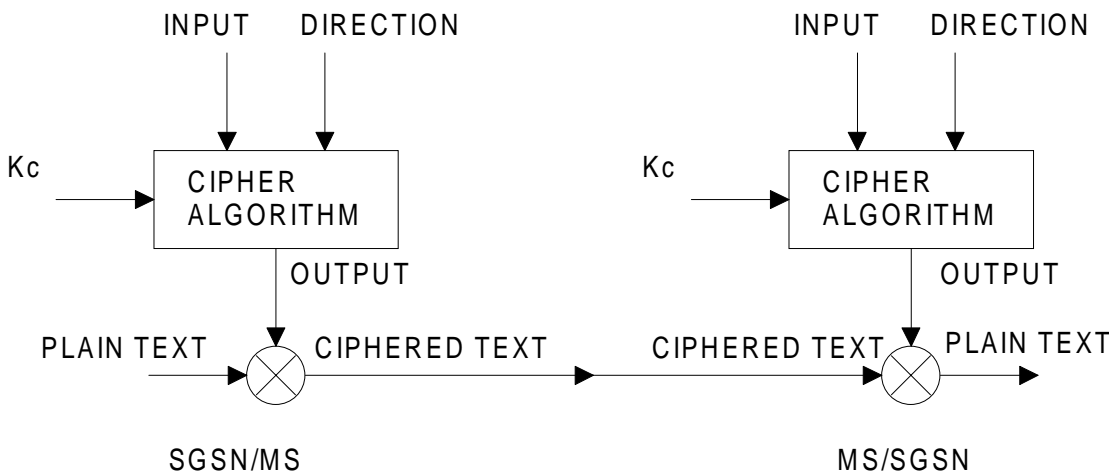 INPUT DIRECTION INPUT DIRECTION
Kc CIPHER ALGORITHM Kc CIPHER ALGORITHM
OUTPUT OUTPUT
PLAIN TEXT CIPHERED TEXT CIPHERED TEXT PLAIN TEXT
SGSN/MS MS/SGSN